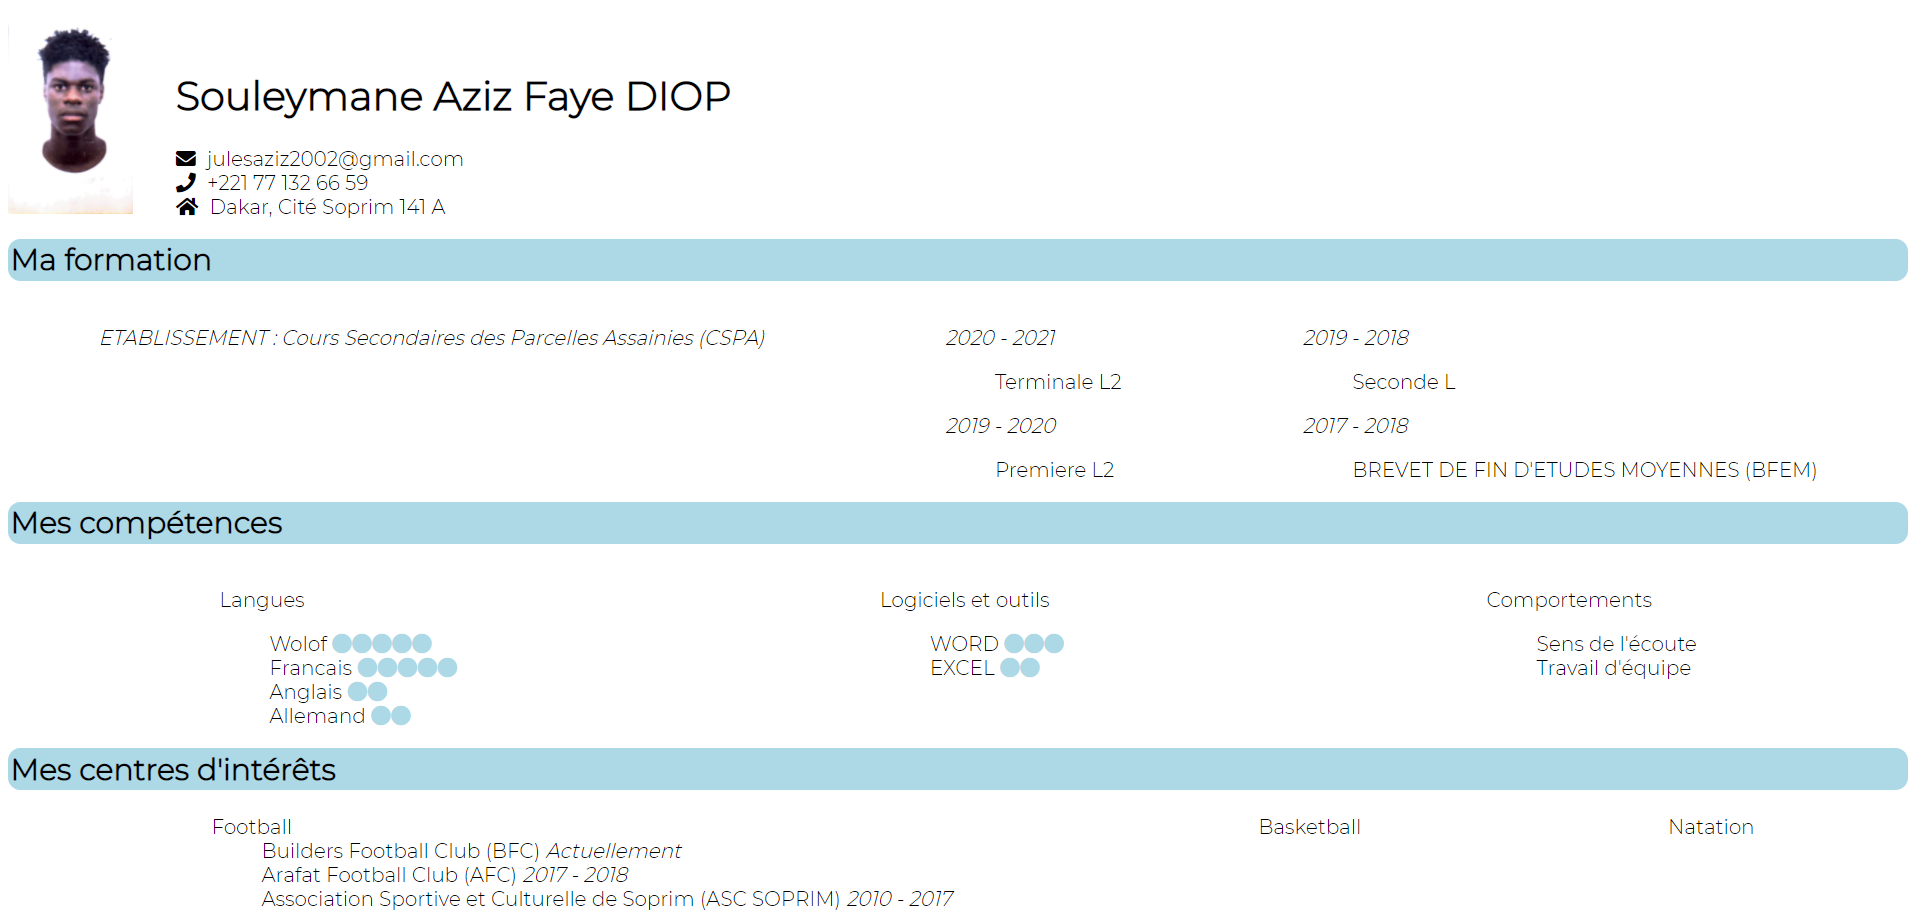 Souleymane Aziz Faye DIOP
julesaziz2002@gmail.com
+221 77 132 66 59
Dakar, Cité Soprim 141 A
Ma formation
ETABLISSEMENT : Cours Secondaires des Parcelles Assainies (CSPA)
2020 - 2021
Terminale L2
2019 - 2020
Premiere L2
2019 - 2018
Seconde L
2017 - 2018
BREVET DE FIN D'ETUDES MOYENNES (BFEM)
Mes compétences
Langues
Wolof
Francais
Anglais
Allemand
Logiciels et outils
WORD
EXCEL
Comportements
Sens de l'écoute
Travail d'équipe
Mes centres d'intérêts
Football
Builders Football Club (BFC) Actuellement
Arafat Football Club (AFC) 2017 - 2018
Association Sportive et Culturelle de Soprim (ASC SOPRIM) 2010 - 2017
Basketball
Natation